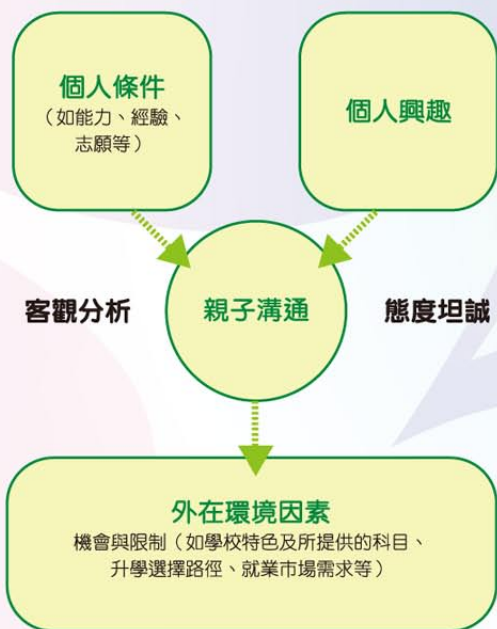 個人條件
（如能力、經驗、
志願等）
個人興趣
客觀分析
親子溝通
態度坦誠
外在環境因素
機會與限制（如學校特色及所提供的科目、
升學選擇路徑、就業市場需求等）